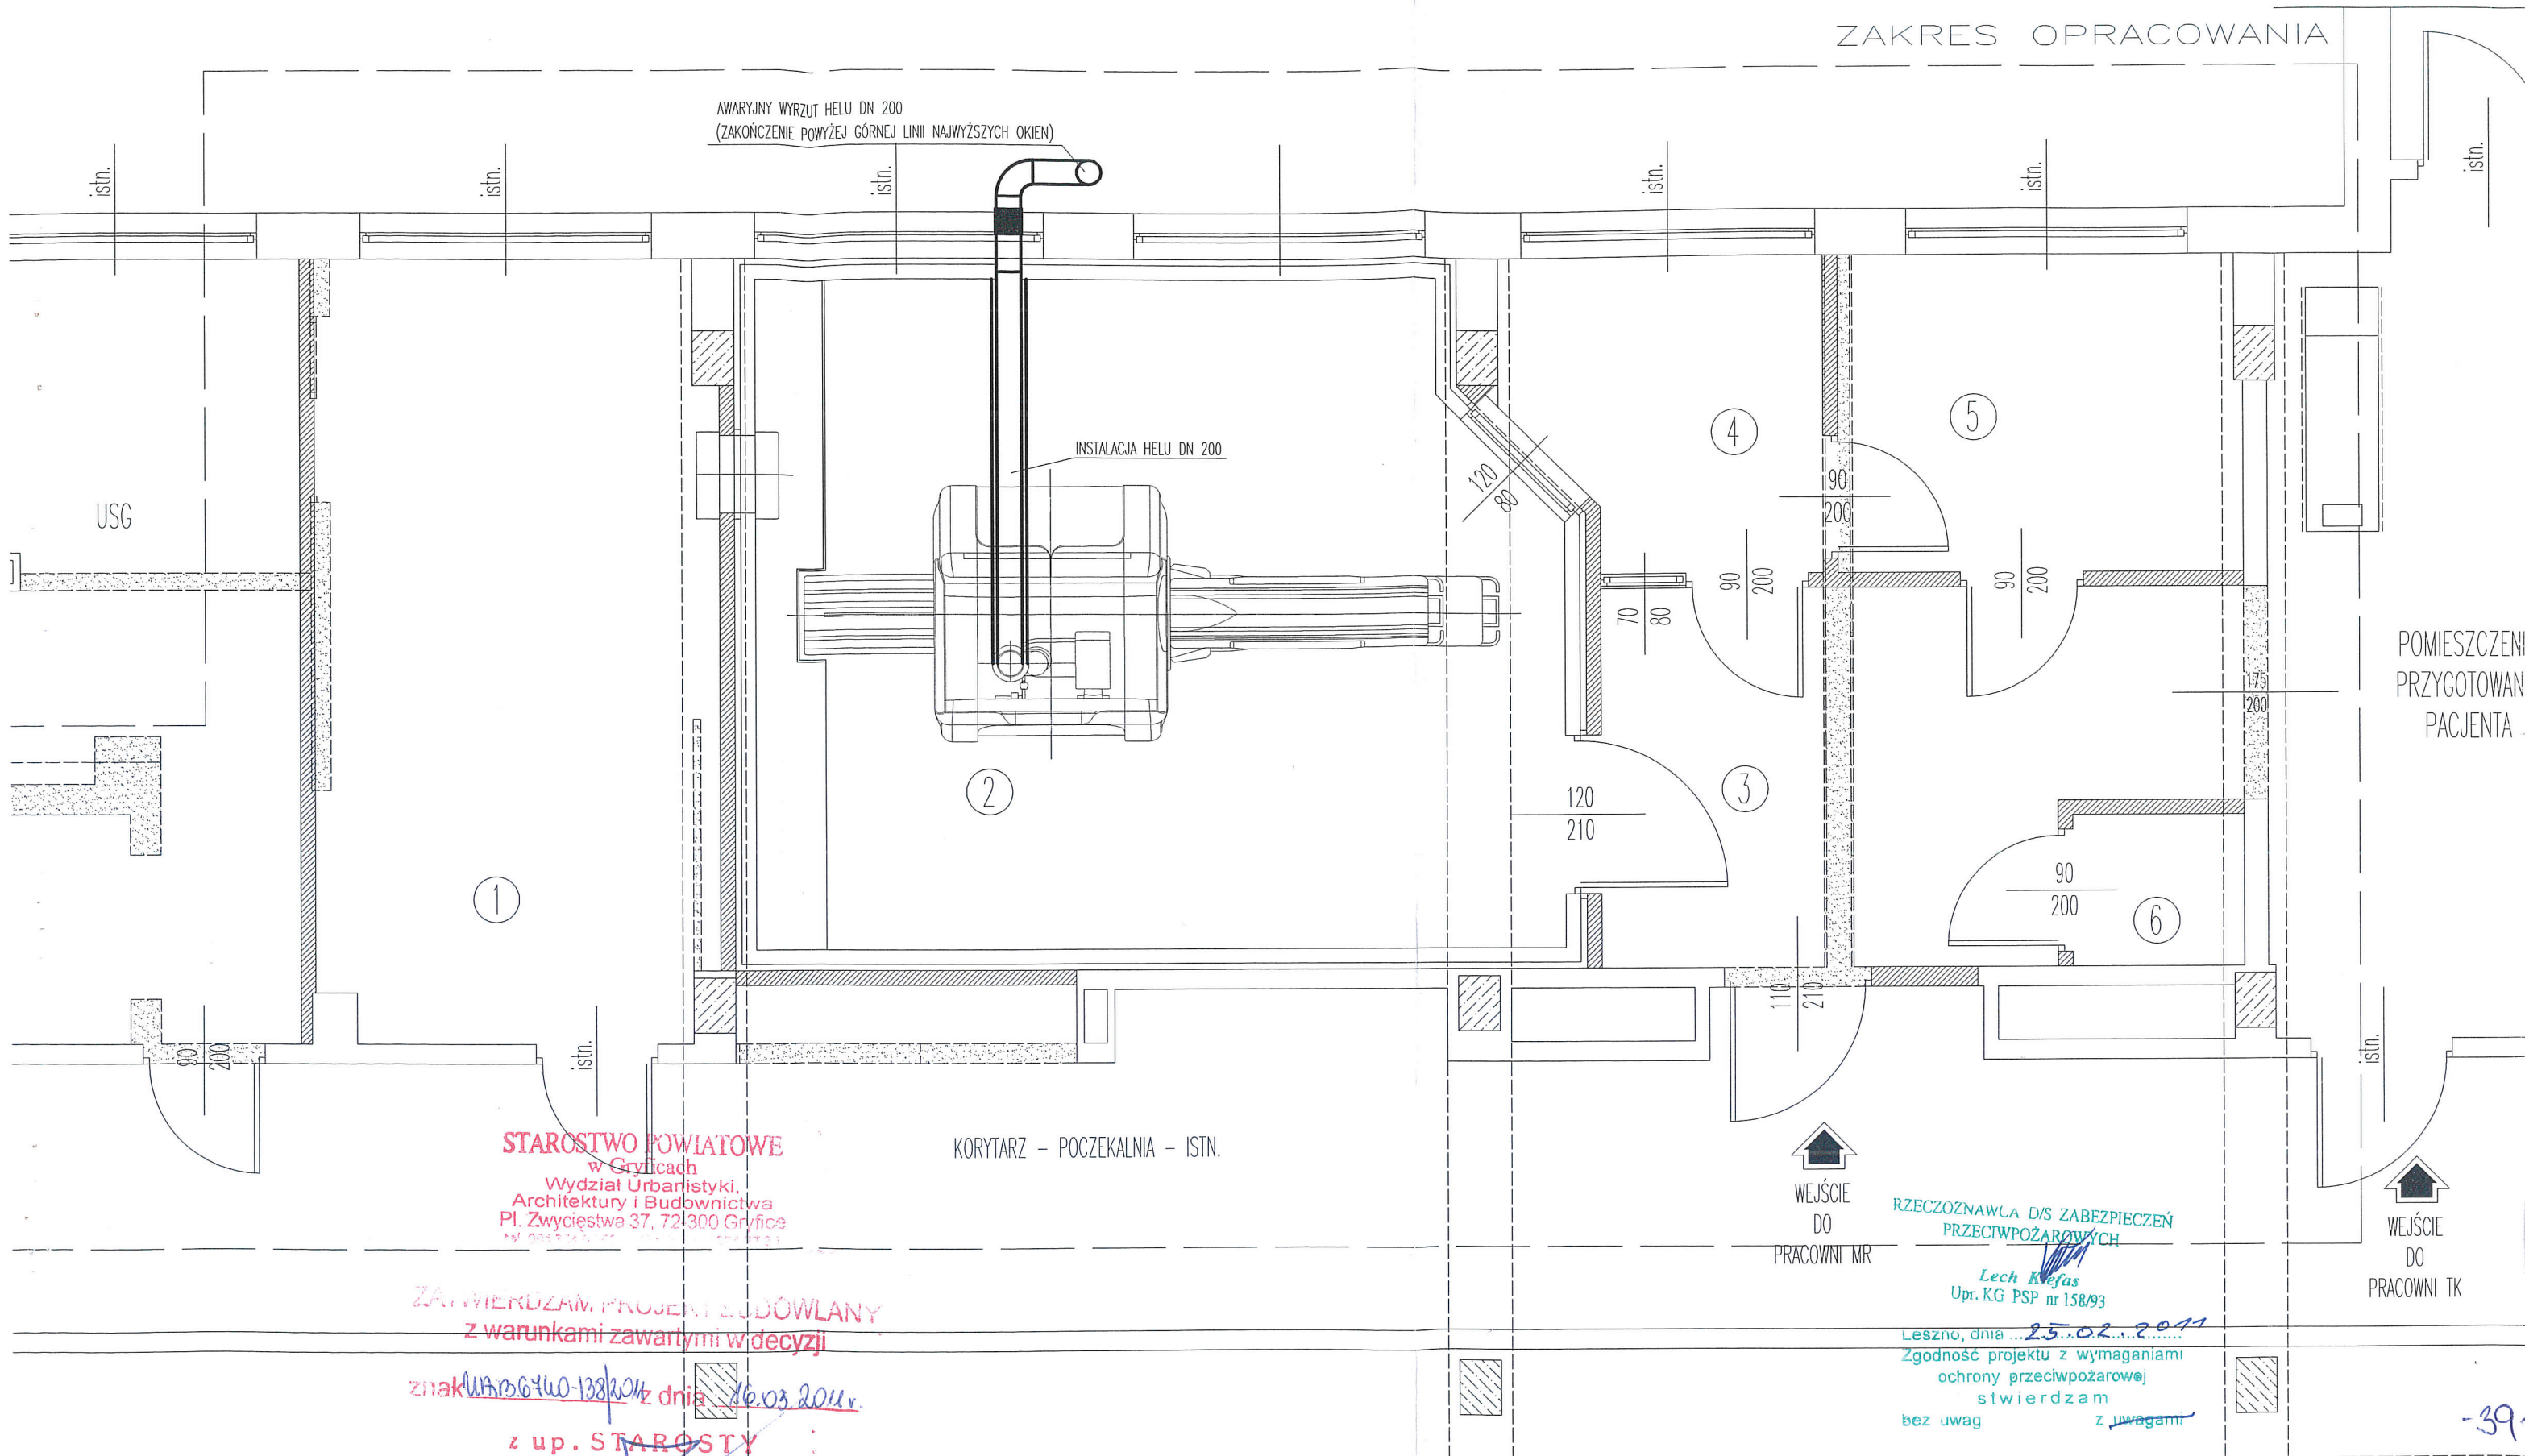 ZAKRES OPRACOWANIA
AWARYJNY WYRZUT HELU DN 200
(ZAKOŃCZENIE POWYŻEJ GÓRNEJ LINII NAJWYŻSZYCH OKIEN)
istn.
istn.
istn.
istn.
istn.
istn.
INSTALACJA HELU DN 200
USG
120
80
4
5
90
200
70
80
90
200
90
200
175
200
POMIESZCZENI
PRZYGOTOWAN
PACJENTA
2
3
120
210
1
90
200
6
110
210
90
200
istn.
istn.
STAROSTWO POWIATOWE
w Gryficach
Wydział Urbanistyki,
Architektury i Budownictwa
Pl. Zwycięstwa 37, 72-300 Gryfice
KORYTARZ - POCZEKALNIA - ISTN.
WEJŚCIE
DO
PRACOWNI MR
WEJŚCIE
DO
PRACOWNI TK
RZECZOZNAWCA D/S ZABEZPIECZEŃ
PRZECIWPOŻAROWYCH
Lech
Upr. KG PSP nr 158/93
Leszno, dnia ...25.02.2011
Zgodność projektu z wymaganiami
ochrony przeciwpożarowej
stwierdzam
bez uwag z uwagami
ZATWIERDZAM PROJEKT BUDOWLANY
z warunkami zawartymi w decyzji
znak UAB6740-138/2011 z dnia 16.03.2011r.
z up. STAROSTY
-39-